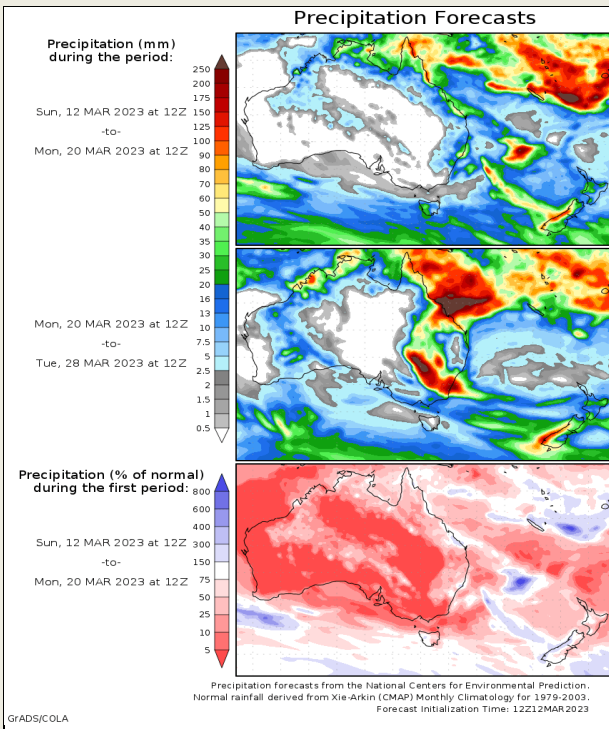 Precipitation Forecasts
Precipitation (mm)
during the period:
Sun, 12 MAR 2023 at 12Z
-to-
Mon, 20 MAR 2023 at 12Z
250
200
175
150
125
100
90
80
70
60
50
40
35
30
25
20
16
13
10
7.5
5
2.5
2
1.5
1
0.5
Mon, 20 MAR 2023 at 12Z
-to-
Tue, 28 MAR 2023 at 12Z
Precipitation (% of normal)
during the first period:
Sun, 12 MAR 2023 at 12Z
-to-
Mon, 20 MAR 2023 at 12Z
800
600
400
300
150
75
50
25
10
5
Precipitation forecasts from the National Centers for Environmental Prediction.
Normal rainfall derived from Xie-Arkin (CMAP) Monthly Climatology for 1979-2003.
Forecast Initialization Time: 12Z12MAR2023
GrADS/COLA